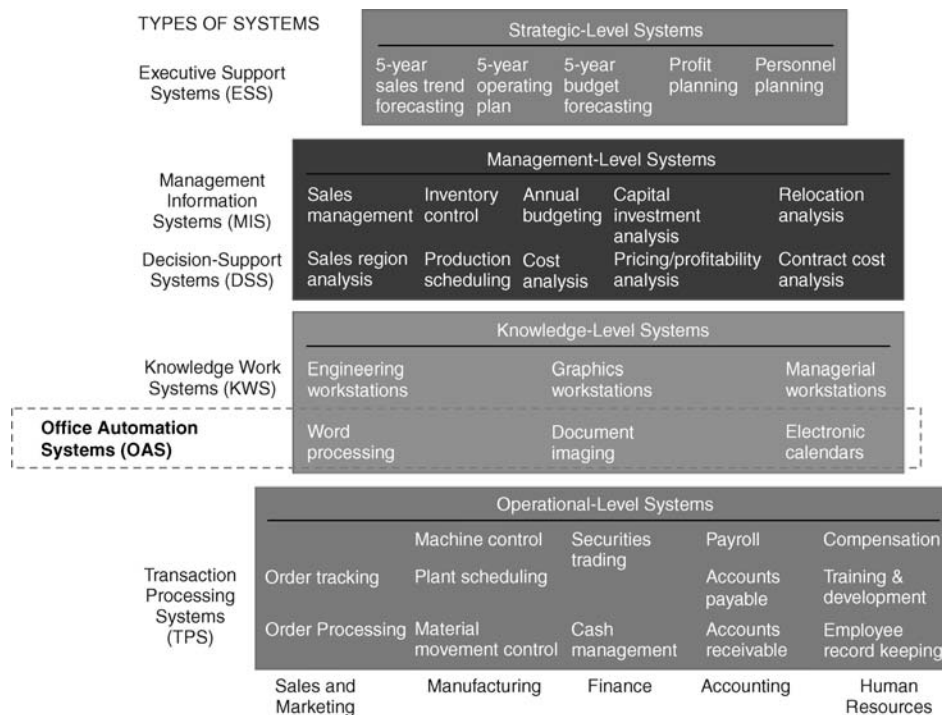 TYPES OF SYSTEMS
Strategic-Level Systems
Executive Support
Systems (ESS)
5-year
sales trend
forecasting
5-year
operating
plan
5-year
budget
forecasting
Profit
planning
Personnel
planning
Management-Level Systems
Management
Information
Systems (MIS)
Sales
management
Inventory
control
Annual
budgeting
Capital
investment
analysis
Relocation
analysis
Decision-Support
Systems (DSS)
Sales region
analysis
Production
scheduling
Cost
analysis
Pricing/profitability
analysis
Contract cost
analysis
Knowledge-Level Systems
Knowledge Work
Systems (KWS)
Engineering
workstations
Graphics
workstations
Managerial
workstations
Office Automation
Systems (OAS)
Word
processing
Document
imaging
Electronic
calendars
Operational-Level Systems
Transaction
Processing
Systems
(TPS)
Machine control
Securities
trading
Payroll
Compensation
Order tracking
Plant scheduling
Accounts
payable
Training &
development
Order Processing
Material
movement control
Cash
management
Accounts
receivable
Employee
record keeping
Sales and
Marketing
Manufacturing
Finance
Accounting
Human
Resources